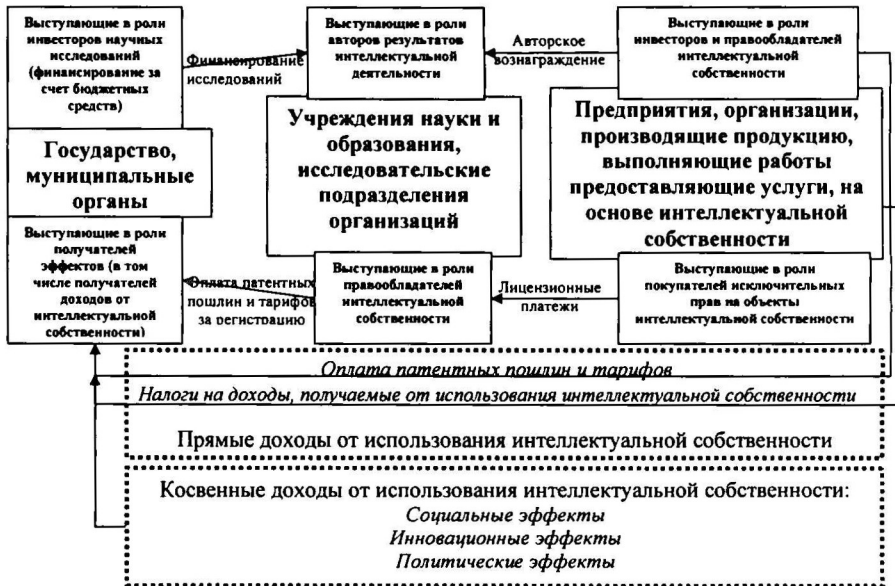 Выступающие в роли
инвесторов научных
исследований
(финансирование за
счет бюджетных
средств)
Финансирование
исследований
Выступающие в роли
авторов результатов
интеллектуальной
деятельности
Авторское
вознаграждение
Выступающие в роли
инвесторов и правообладателей
интеллектуальной
собственности
Государство,
муниципальные
органы
Учреждения науки и
образования,
исследовательские
подразделения
организаций
Предприятия, организации,
производящие продукцию,
выполняющие работы
предоставляющие услуги, на
основе интеллектуальной
собственности
Выступающие в роли
получателей
эффектов (в том
числе получателей
доходов от
интеллектуальной
собственности)
Оплата патентных
пошлин и тарифов
за регистрацию
Выступающие в роли
правообладателей
интеллектуальной
собственности
Лицензионные
платежи
Выступающие в роли
покупателей исключительных
прав на объекты
интеллектуальной собственности
Оплата патентных пошлин и тарифов
Налоги на доходы, получаемые от использования интеллектуальной собственности
Прямые доходы от использования интеллектуальной собственности
Косвенные доходы от использования интеллектуальной собственности:
Социальные эффекты
Инновационные эффекты
Политические эффекты